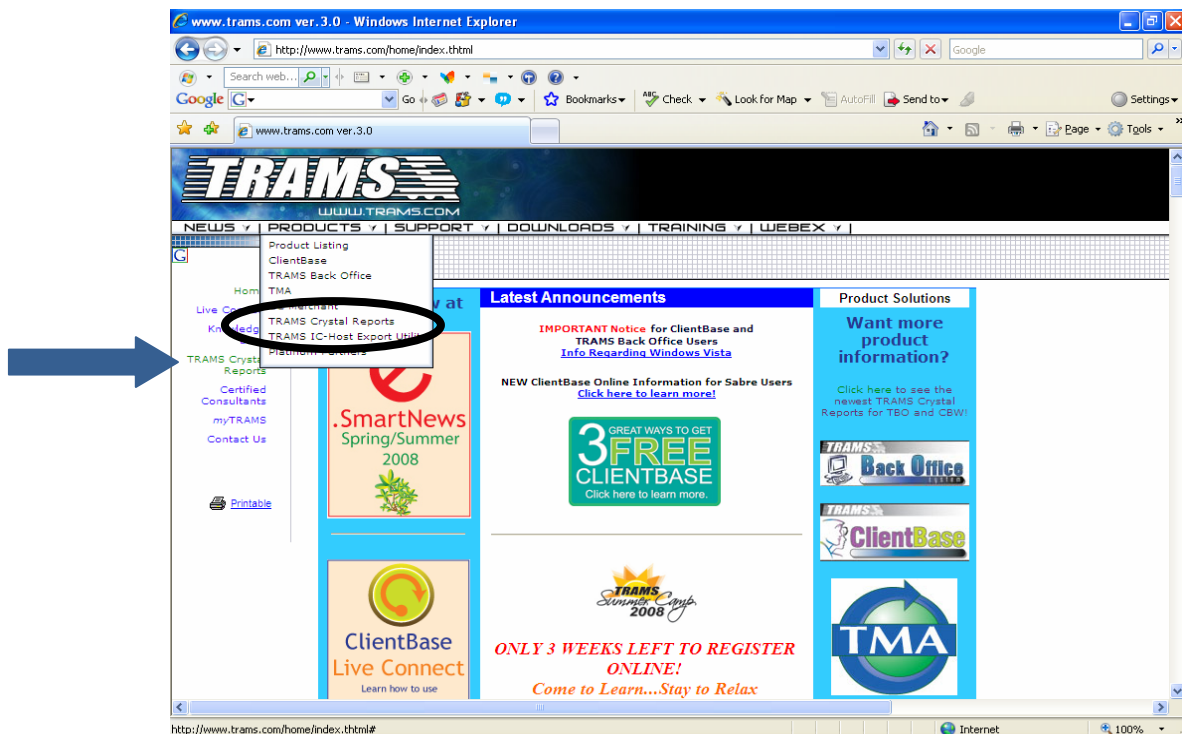 www.trams.com ver.3.0 - Windows Internet Explorer
http://www.trams.com/home/index.thtml
Google
Search web...
Google G Go Bookmarks ABC Check Look for Map AutoFill Send to Settings
www.trams.com ver.3.0
Page Tools
TRAMS
WWW.TRAMS.COM
NEWS | PRODUCTS | SUPPORT | DOWNLOADS | TRAINING | WEBEX |
G
Product Listing
ClientBase
TRAMS Back Office
TMA
TRAMS Crystal Reports
TRAMS IC-Host Export
Platinum Partners
Live
TRAMS
Reports
Certified
Consultants
myTRAMS
Contact Us
Printable
at
e
.SmartNews
Spring/Summer
2008
ClientBase
Live Connect
Learn how to use
Latest Announcements
IMPORTANT Notice for ClientBase and
TRAMS Back Office Users
Info Regarding Windows Vista
NEW ClientBase Online Information for Sabre Users
Click here to learn more!
3 GREAT WAYS TO GET
FREE
CLIENTBASE
Click here to learn more.
TRAMS
Summer Camp
2008
ONLY 3 WEEKS LEFT TO REGISTER
ONLINE!
Come to Learn...Stay to Relax
Product Solutions
Want more
product
information?
Click here to see the
newest TRAMS Crystal
Reports for TBO and CBW!
TRAMS
Back Office
system
TRAMS
ClientBase
TMA
http://www.trams.com/home/index.thtml#
Internet
100%